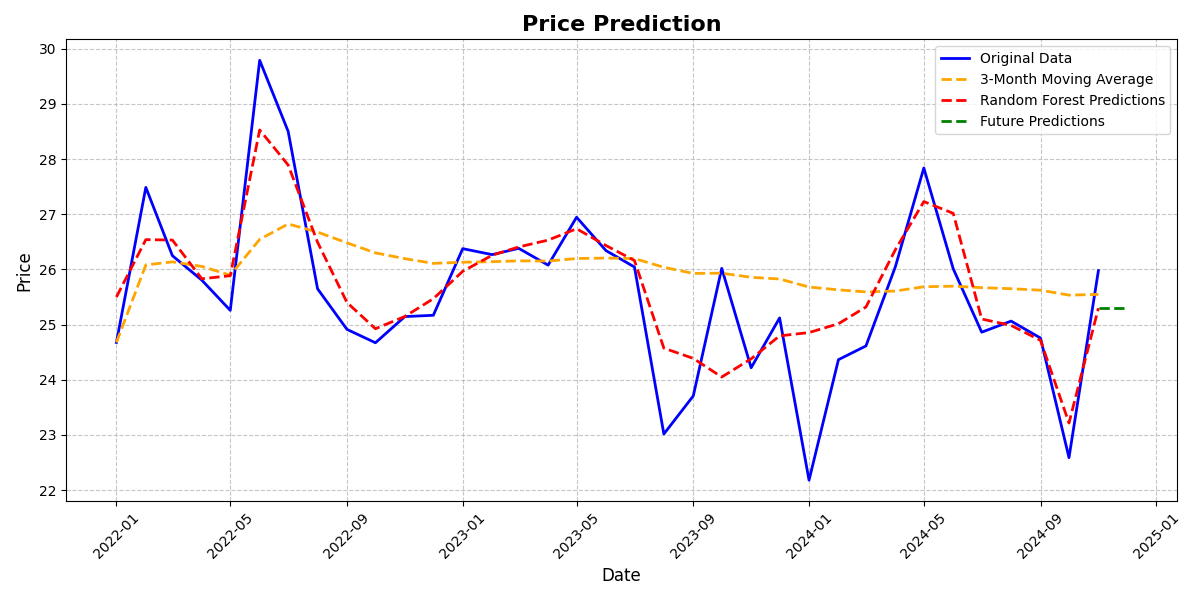 Price Prediction
Original Data
3-Month Moving Average
Random Forest Predictions
Future Predictions
30
29
28
27
26
25
24
23
22
Price
2022-01
2022-05
2022-09
2023-01
2023-05
2023-09
2024-01
2024-05
2024-09
2025-01
Date